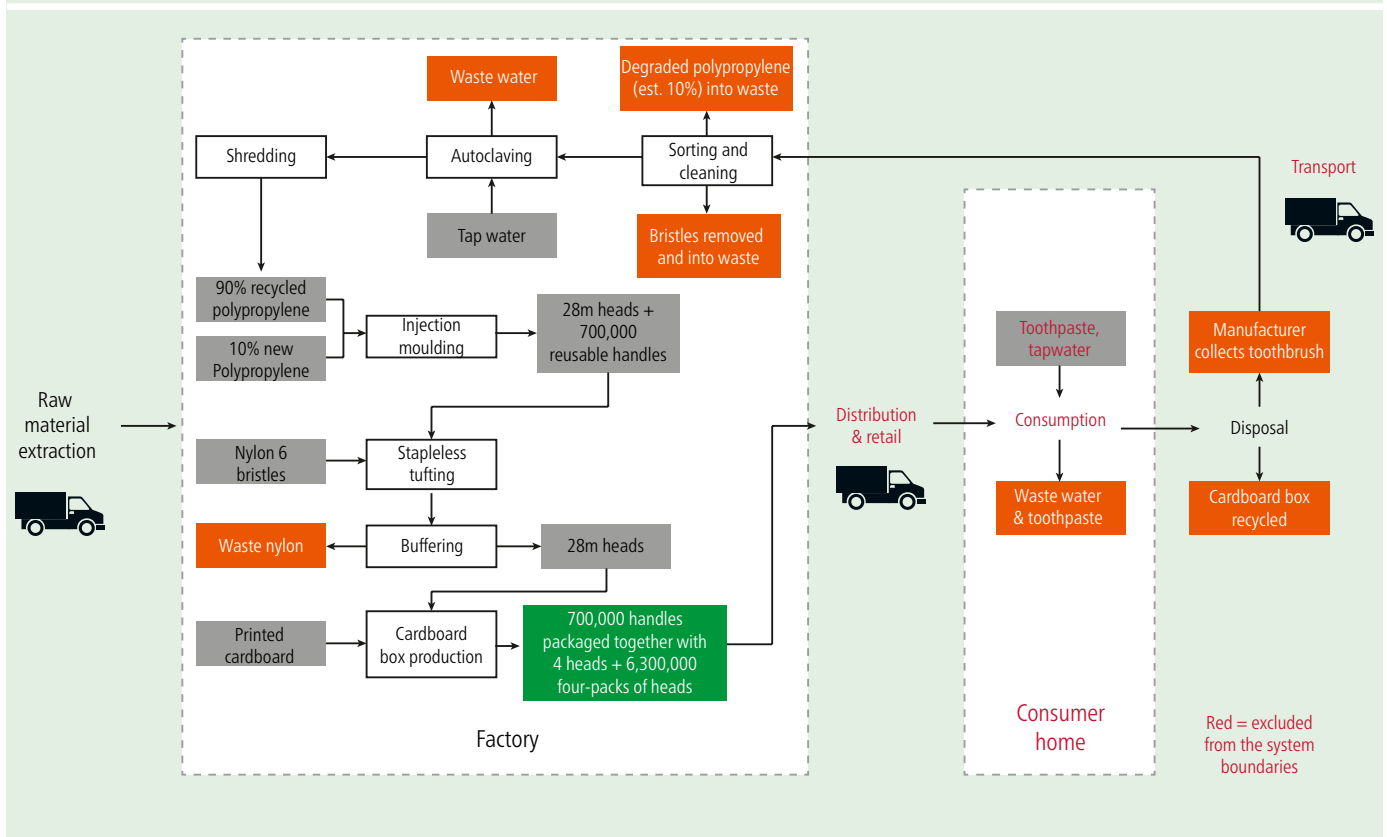 Waste water
Degraded polypropylene
(est. 10%) into waste
Shredding
Autoclaving
Sorting and
cleaning
Tap water
Bristles removed
and into waste
90% recycled
polypropylene
10% new
Polypropylene
Injection
moulding
28m heads +
700,000
reusable handles
Raw
material
extraction
Nylon 6
bristles
Stapleless
tufting
Waste nylon
Buffering
28m heads
Printed
cardboard
Cardboard
box production
700,000 handles
packaged together with
4 heads + 6,300,000
four-packs of heads
Factory
Distribution
& retail
Toothpaste,
tapwater
Consumption
Waste water
& toothpaste
Consumer
home
Transport
Manufacturer
collects toothbrush
Disposal
Cardboard box
recycled
Red = excluded
from the system
boundaries